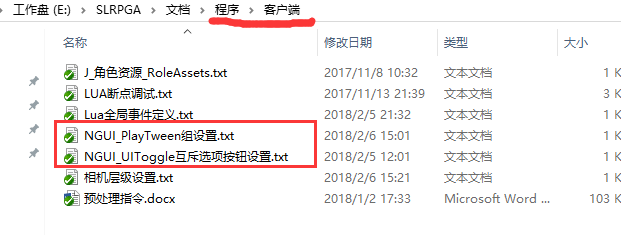 工作盘 (E:) > SLRPGA > 文档 > 程序 > 客户端
名称 修改日期 类型 大小
J_角色资源_RoleAssets.txt 2017/11/8 10:32 文本文档 1 K
LUA断点调试.txt 2017/11/13 21:39 文本文档 3 K
Lua全局事件定义.txt 2018/2/5 21:32 文本文档 1 K
NGUI_PlayTween组设置.txt 2018/2/6 15:01 文本文档 1 K
NGUI_UIToggle互斥选项按钮设置.txt 2018/2/5 12:01 文本文档 1 K
相机层级设置.txt 2018/2/6 15:21 文本文档 1 K
预处理指令.docx 2018/1/2 17:33 Microsoft Word ... 103 K